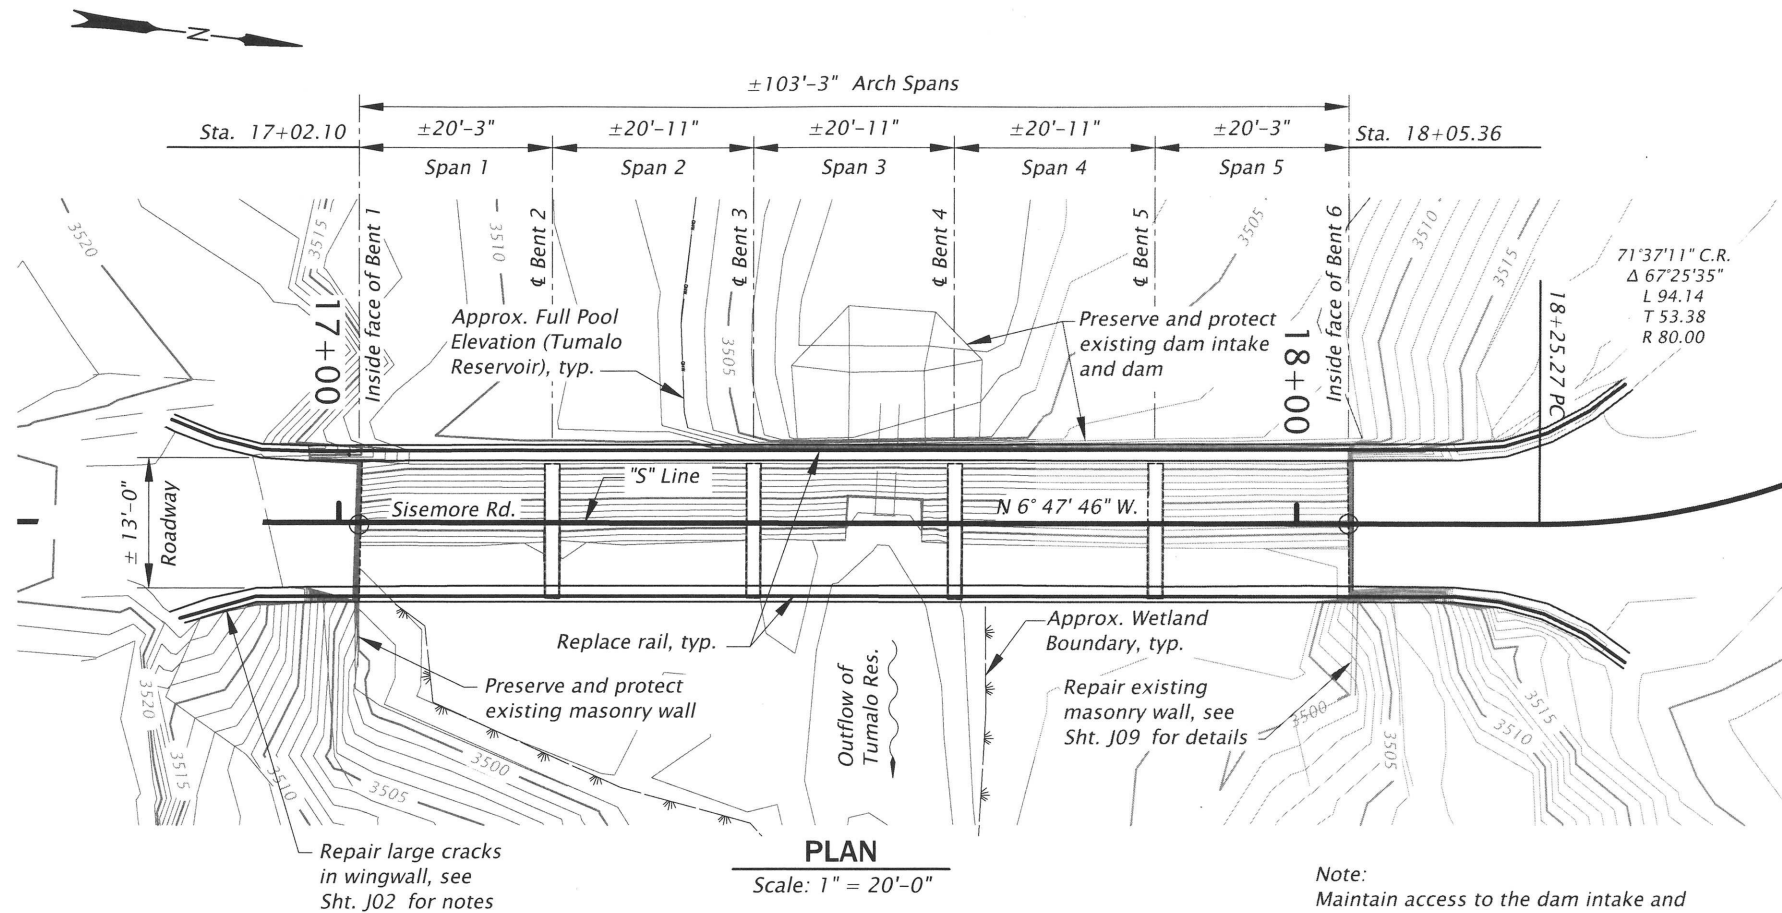 N
±103'-3" Arch Spans
Sta. 17+02.10
±20'-3"
±20'-11"
±20'-11"
±20'-11"
±20'-3"
Sta. 18+05.36
Span 1
Span 2
Span 3
Span 4
Span 5
3520
3515
Inside face of Bent 1
3510
℄ Bent 2
℄ Bent 3
℄ Bent 4
℄ Bent 5
3505
Inside face of Bent 6
3510
3515
71°37'11" C.R.
Δ 67°25'35"
L 94.14
T 53.38
R 80.00
17+00
Approx. Full Pool
Elevation (Tumalo
Reservoir), typ.
3505
Preserve and protect
existing dam intake
and dam
18+00
18+25.27 PC
± 13'-0"
Roadway
Sisemore Rd.
"S" Line
N 6° 47' 46" W.
Replace rail, typ.
Approx. Wetland
Boundary, typ.
Preserve and protect
existing masonry wall
Outflow of
Tumalo Res.
Repair existing
masonry wall, see
Sht. J09 for details
3520
3515
3510
3505
3500
3500
3505
3510
3515
Repair large cracks
in wingwall, see
Sht. J02 for notes
PLAN
Scale: 1" = 20'-0"
Note:
Maintain access to the dam intake and